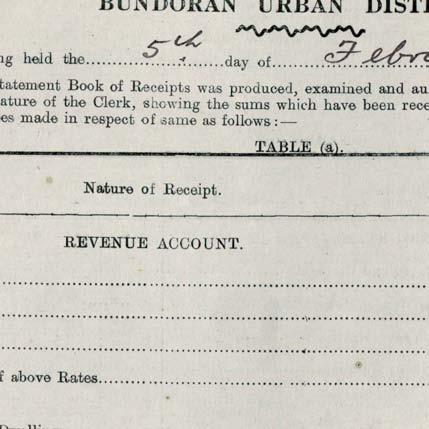 BUNDORAN URBAN DIST
ng held the 5th day of Febr
tatement Book of Receipts was produced, examined and au
ature of the Clerk, showing the sums which have been rece
es made in respect of same as follows:—
TABLE (a).
Nature of Receipt.
REVENUE ACCOUNT.
f above Rates